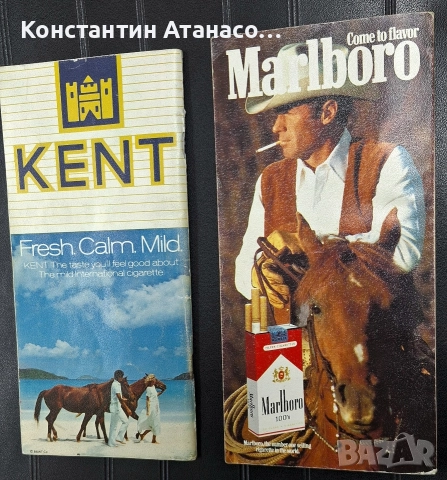 Константин Атанасо...
KENT
Fresh. Calm. Mild.
KENT. The taste you'll feel good about.
The mild international cigarette.
Come to flavor
Marlboro
Marlboro
Marlboro
100's
Marlboro, the number one selling
cigarette in the world.
BAZAR